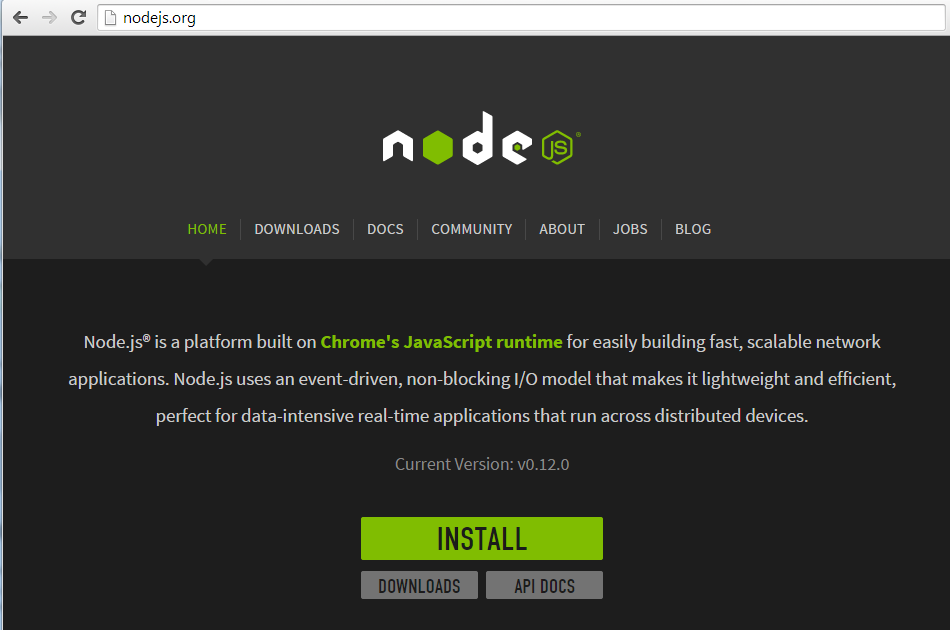 nodejs.org
node JS®
HOME DOWNLOADS DOCS COMMUNITY ABOUT JOBS BLOG
Node.js® is a platform built on Chrome's JavaScript runtime for easily building fast, scalable network
applications. Node.js uses an event-driven, non-blocking I/O model that makes it lightweight and efficient,
perfect for data-intensive real-time applications that run across distributed devices.
Current Version: v0.12.0
INSTALL
DOWNLOADS API DOCS